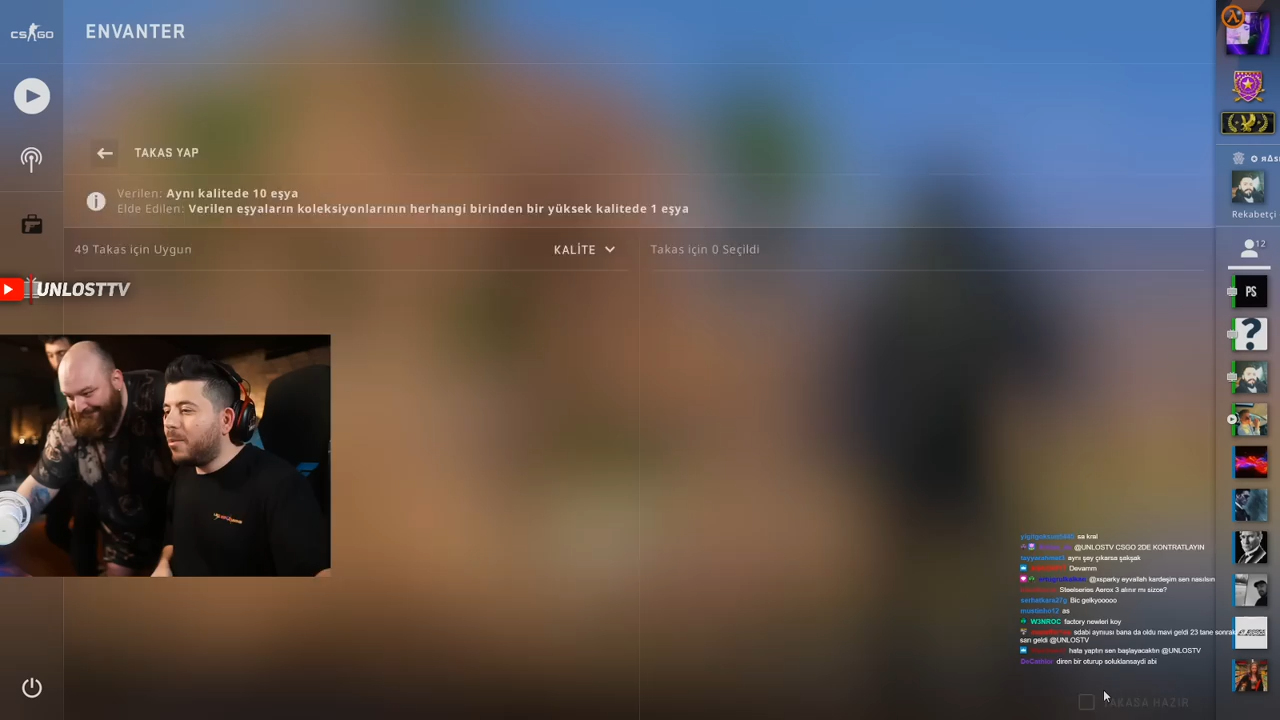 CS:GO
ENVANTER
TAKAS YAP
Verilen: Aynı kalitede 10 eşya
Elde Edilen: Verilen eşyaların koleksiyonlarının herhangi birinden bir yüksek kalitede 1 eşya
49 Takas için Uygun
KALİTE
Takas için 0 Seçildi
UNLOSTTV
Rekabetçi
12
PS
?
sa kral
@UNLOSTV CSGO 2DE KONTRATLAYIN
aynı şey çıkarsa şakşak
Devamm
@xsparky eyvallah kardeşim sen nasılsın
Steelseries Aerox 3 alınır mı sizce?
serhatkara27g Bic gelkyooooo
as
W3NROC factory newleri koy
sdabi aynısı bana da oldu mavi geldi 23 tane sonra
sarı geldi @UNLOSTV
hata yaptın sen başlayacaktın @UNLOSTV
DeCathlor diren bir oturup soluklansaydi abi
TAKASA HAZIR